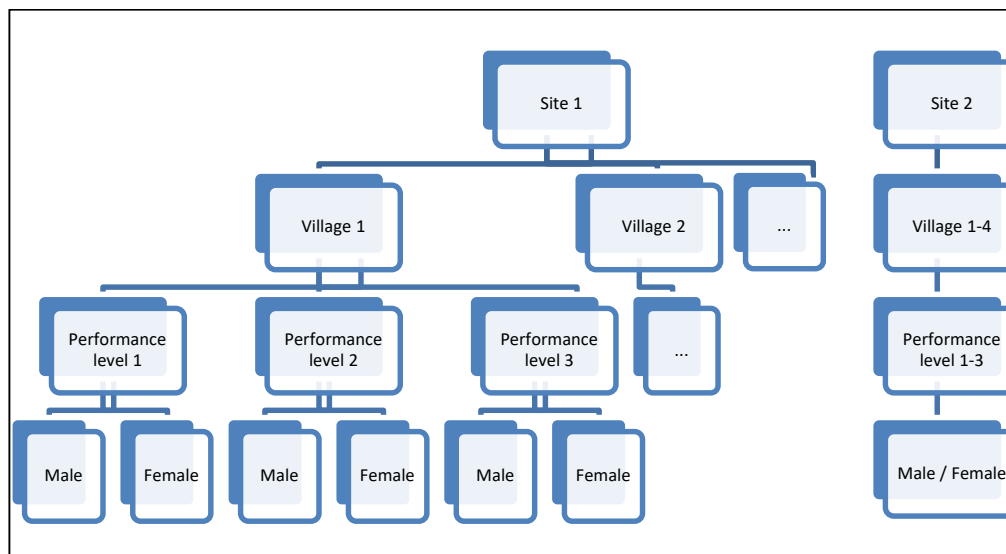 Site 1
Site 2
Village 1
Village 2
...
Village 1-4
Performance
level 1
Performance
level 2
Performance
level 3
...
Performance
level 1-3
Male
Female
Male
Female
Male
Female
Male / Female